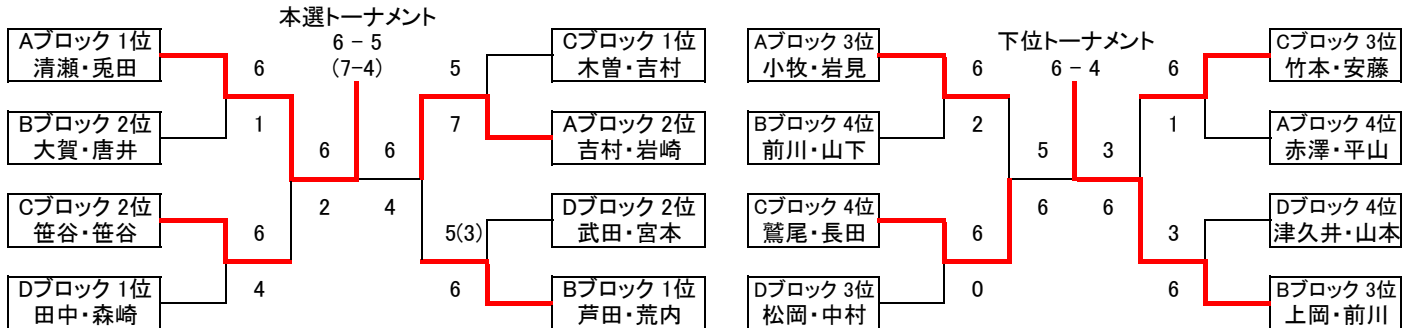 本選トーナメント
6 - 5
(7-4)
Aブロック 1位
清瀬・兎田
6
Bブロック 2位
大賀・唐井
1
6
Cブロック 2位
笹谷・笹谷
6
2
Dブロック 1位
田中・森崎
4
Cブロック 1位
木曽・吉村
5
Aブロック 2位
吉村・岩崎
7
6
Dブロック 2位
武田・宮本
5(3)
4
Bブロック 1位
芦田・荒内
6
下位トーナメント
6 - 4
Aブロック 3位
小牧・岩見
6
Bブロック 4位
前川・山下
2
5
Cブロック 4位
鷲尾・長田
6
6
Dブロック 3位
松岡・中村
0
Cブロック 3位
竹本・安藤
6
Aブロック 4位
赤澤・平山
1
3
Dブロック 4位
津久井・山本
3
6
Bブロック 3位
上岡・前川
6